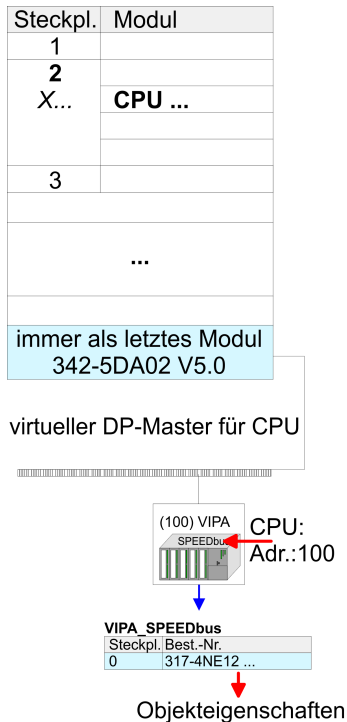 Steckpl. Modul
1
2
X... CPU ...
3
...
immer als letztes Modul
342-5DA02 V5.0
virtueller DP-Master für CPU
(100) VIPA
SPEEDbus
CPU:
Adr.:100
VIPA_SPEEDbus
Steckpl. Best.-Nr.
0 317-4NE12 ...
Objekteigenschaften